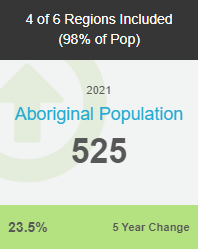 4 of 6 Regions Included
(98% of Pop)
2021
Aboriginal Population
525
23.5% 5 Year Change